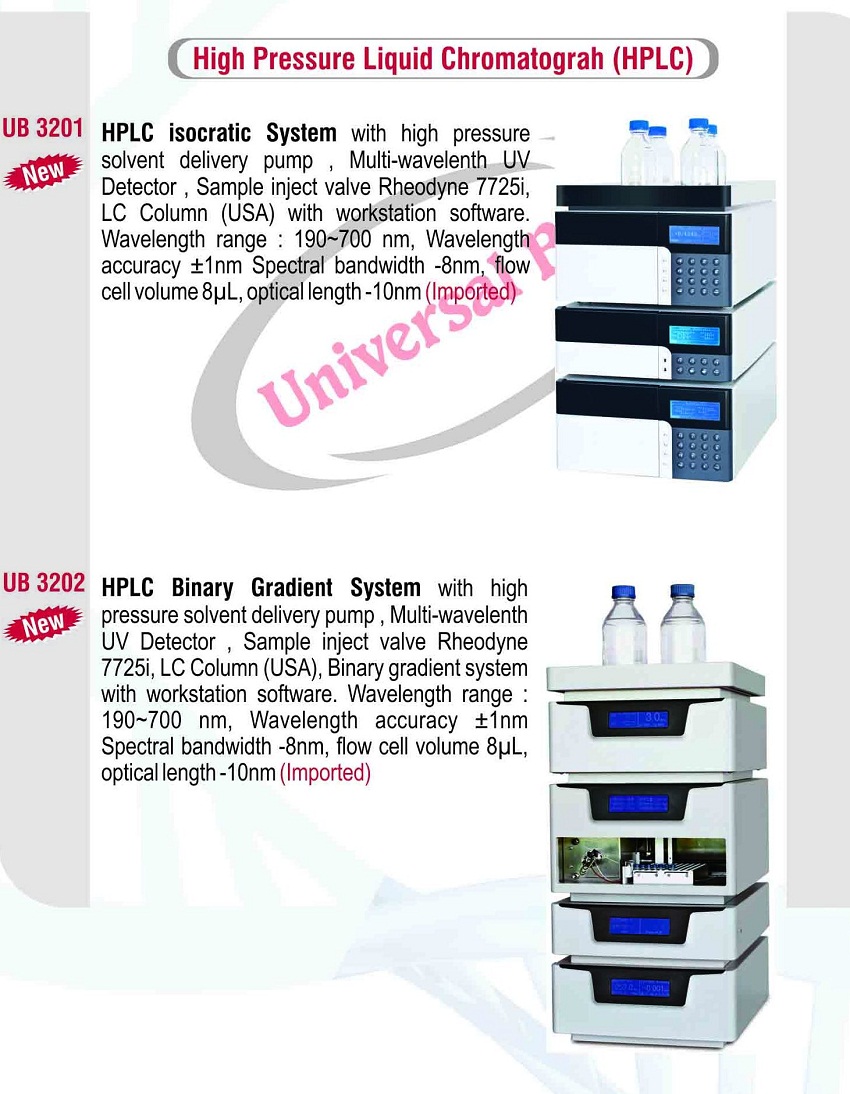 High Pressure Liquid Chromatograh (HPLC)
UB 3201
New
HPLC isocratic System with high pressure
solvent delivery pump , Multi-wavelenth UV
Detector , Sample inject valve Rheodyne 7725i,
LC Column (USA) with workstation software.
Wavelength range : 190~700 nm, Wavelength
accuracy ±1nm Spectral bandwidth -8nm, flow
cell volume 8µL, optical length -10nm (Imported)
Universal
UB 3202
New
HPLC Binary Gradient System with high
pressure solvent delivery pump , Multi-wavelenth
UV Detector , Sample inject valve Rheodyne
7725i, LC Column (USA), Binary gradient system
with workstation software. Wavelength range :
190~700 nm, Wavelength accuracy ±1nm
Spectral bandwidth -8nm, flow cell volume 8µL,
optical length -10nm (Imported)
3.0